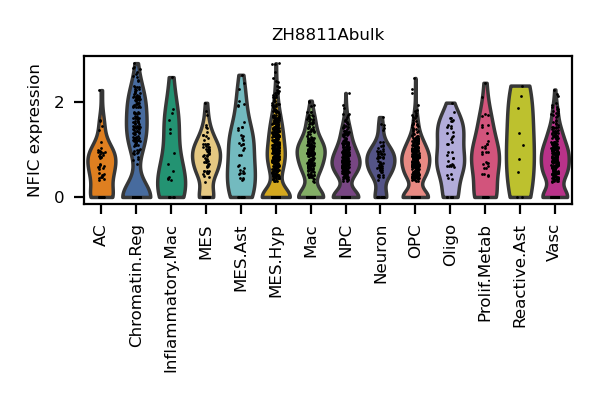 ZH8811Abulk
NFIC expression
2
0
AC
Chromatin.Reg
Inflammatory.Mac
MES
MES.Ast
MES.Hyp
Mac
NPC
Neuron
OPC
Oligo
Prolif.Metab
Reactive.Ast
Vasc